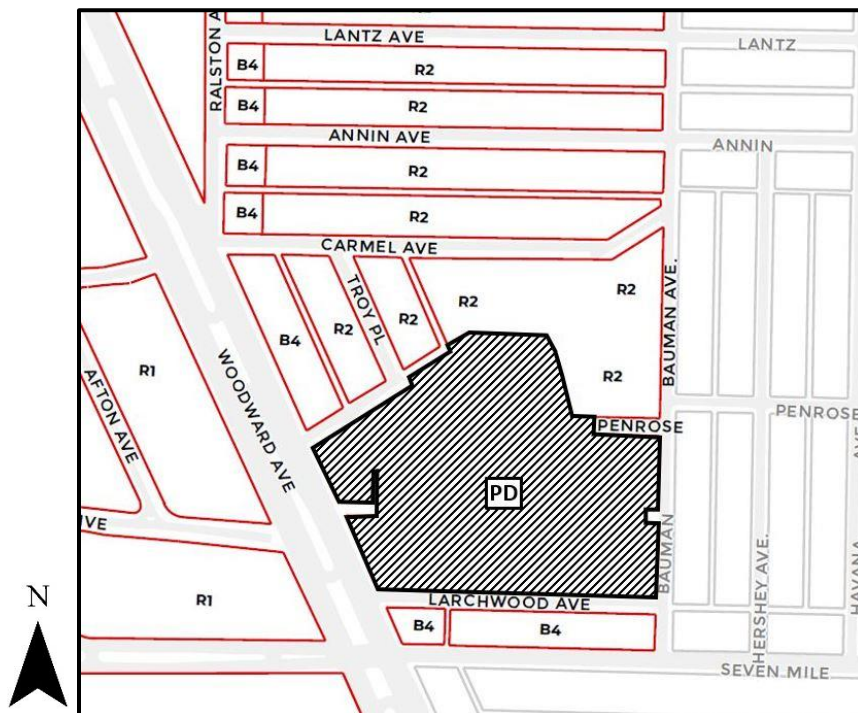 LANTZ AVE
LANTZ
RALSTON A
B4
R2
B4
R2
ANNIN AVE
ANNIN
B4
R2
B4
R2
CARMEL AVE
TROY PL
R2
R2
BAUMAN AVE.
R2
R2
B4
R2
R1
AFTON AVE
WOODWARD AVE
PENROSE
PENROSE
AVE
PD
BAUMAN
HERSHEY AVE.
HAVANA
R1
LARCHWOOD AVE
B4
B4
SEVEN MILE
N